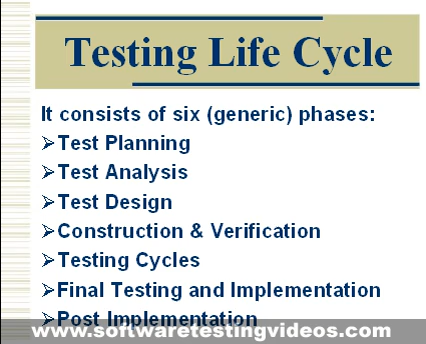 Testing Life Cycle
It consists of six (generic) phases:
➢Test Planning
➢Test Analysis
➢Test Design
➢Construction & Verification
➢Testing Cycles
➢Final Testing and Implementation
➢Post Implementation
www.softwaretestingvideos.com